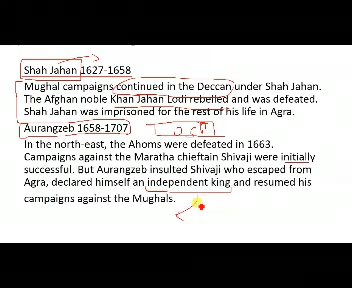 Shah Jahan 1627-1658
Mughal campaigns continued in the Deccan under Shah Jahan.
The Afghan noble Khan Jahan Lodi rebelled and was defeated.
Shah Jahan was imprisoned for the rest of his life in Agra.
Aurangzeb 1658-1707
In the north-east, the Ahoms were defeated in 1663.
Campaigns against the Maratha chieftain Shivaji were initially
successful. But Aurangzeb insulted Shivaji who escaped from
Agra, declared himself an independent king and resumed his
campaigns against the Mughals.